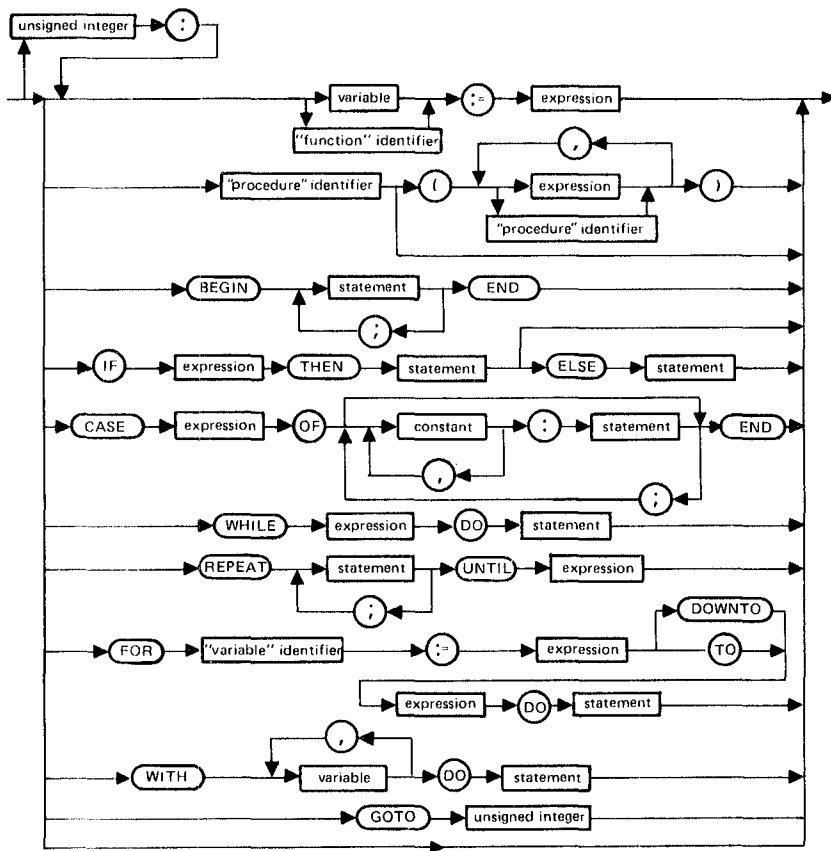 unsigned integer :
variable := expression
"function" identifier
,
"procedure" identifier ( expression )
"procedure" identifier
BEGIN statement END
;
IF expression THEN statement ELSE statement
CASE expression OF constant : statement END
,
;
WHILE expression DO statement
REPEAT statement UNTIL expression
;
DOWNTO
FOR "variable" identifier := expression TO
expression DO statement
,
WITH variable DO statement
GOTO unsigned integer